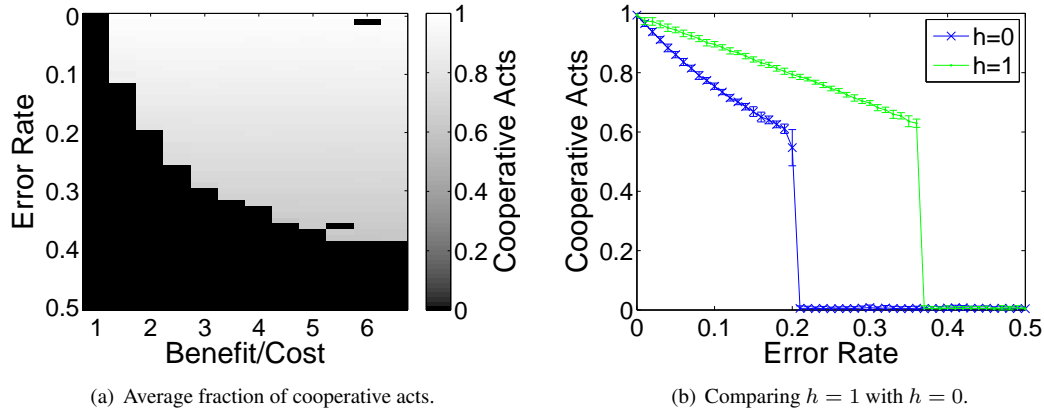 0
0.1
0.2
0.3
0.4
0.5
Error Rate
1 2 3 4 5 6
Benefit/Cost
1
0.8
0.6
0.4
0.2
0
Cooperative Acts
(a) Average fraction of cooperative acts.
1
0.8
0.6
0.4
0.2
0
Cooperative Acts
h=0
h=1
0 0.1 0.2 0.3 0.4 0.5
Error Rate
(b) Comparing h = 1 with h = 0.